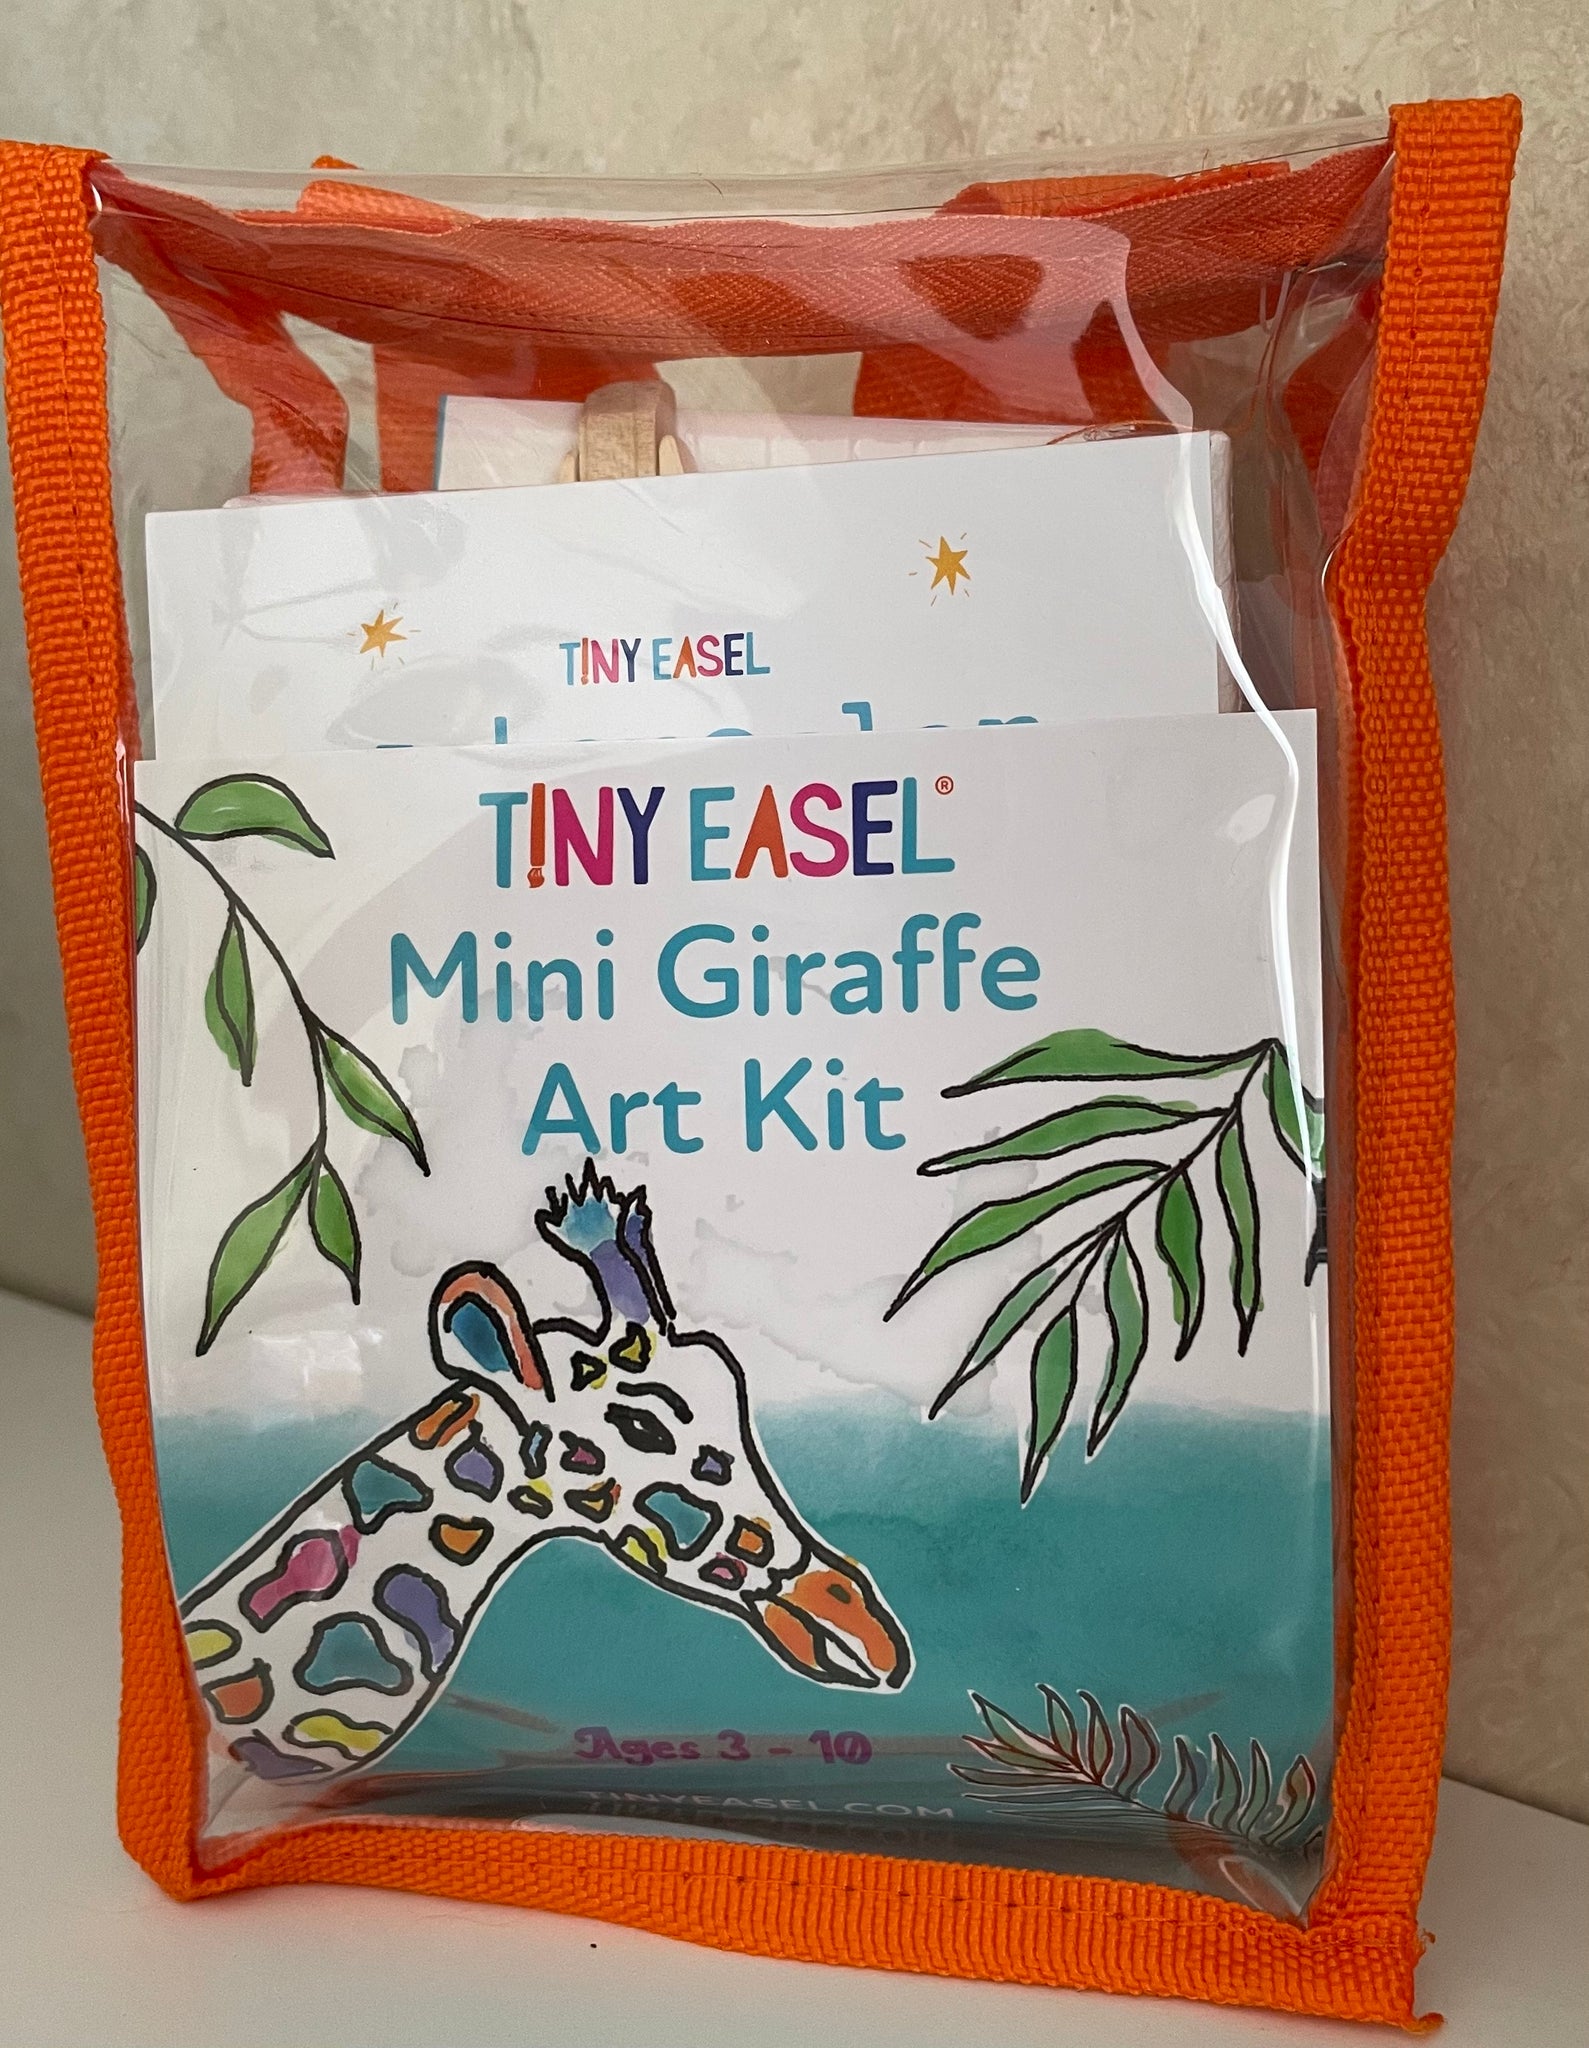 TINY EASEL
TINY EASEL®
Mini Giraffe
Art Kit
Ages 3 - 10
TINYEASEL.COM